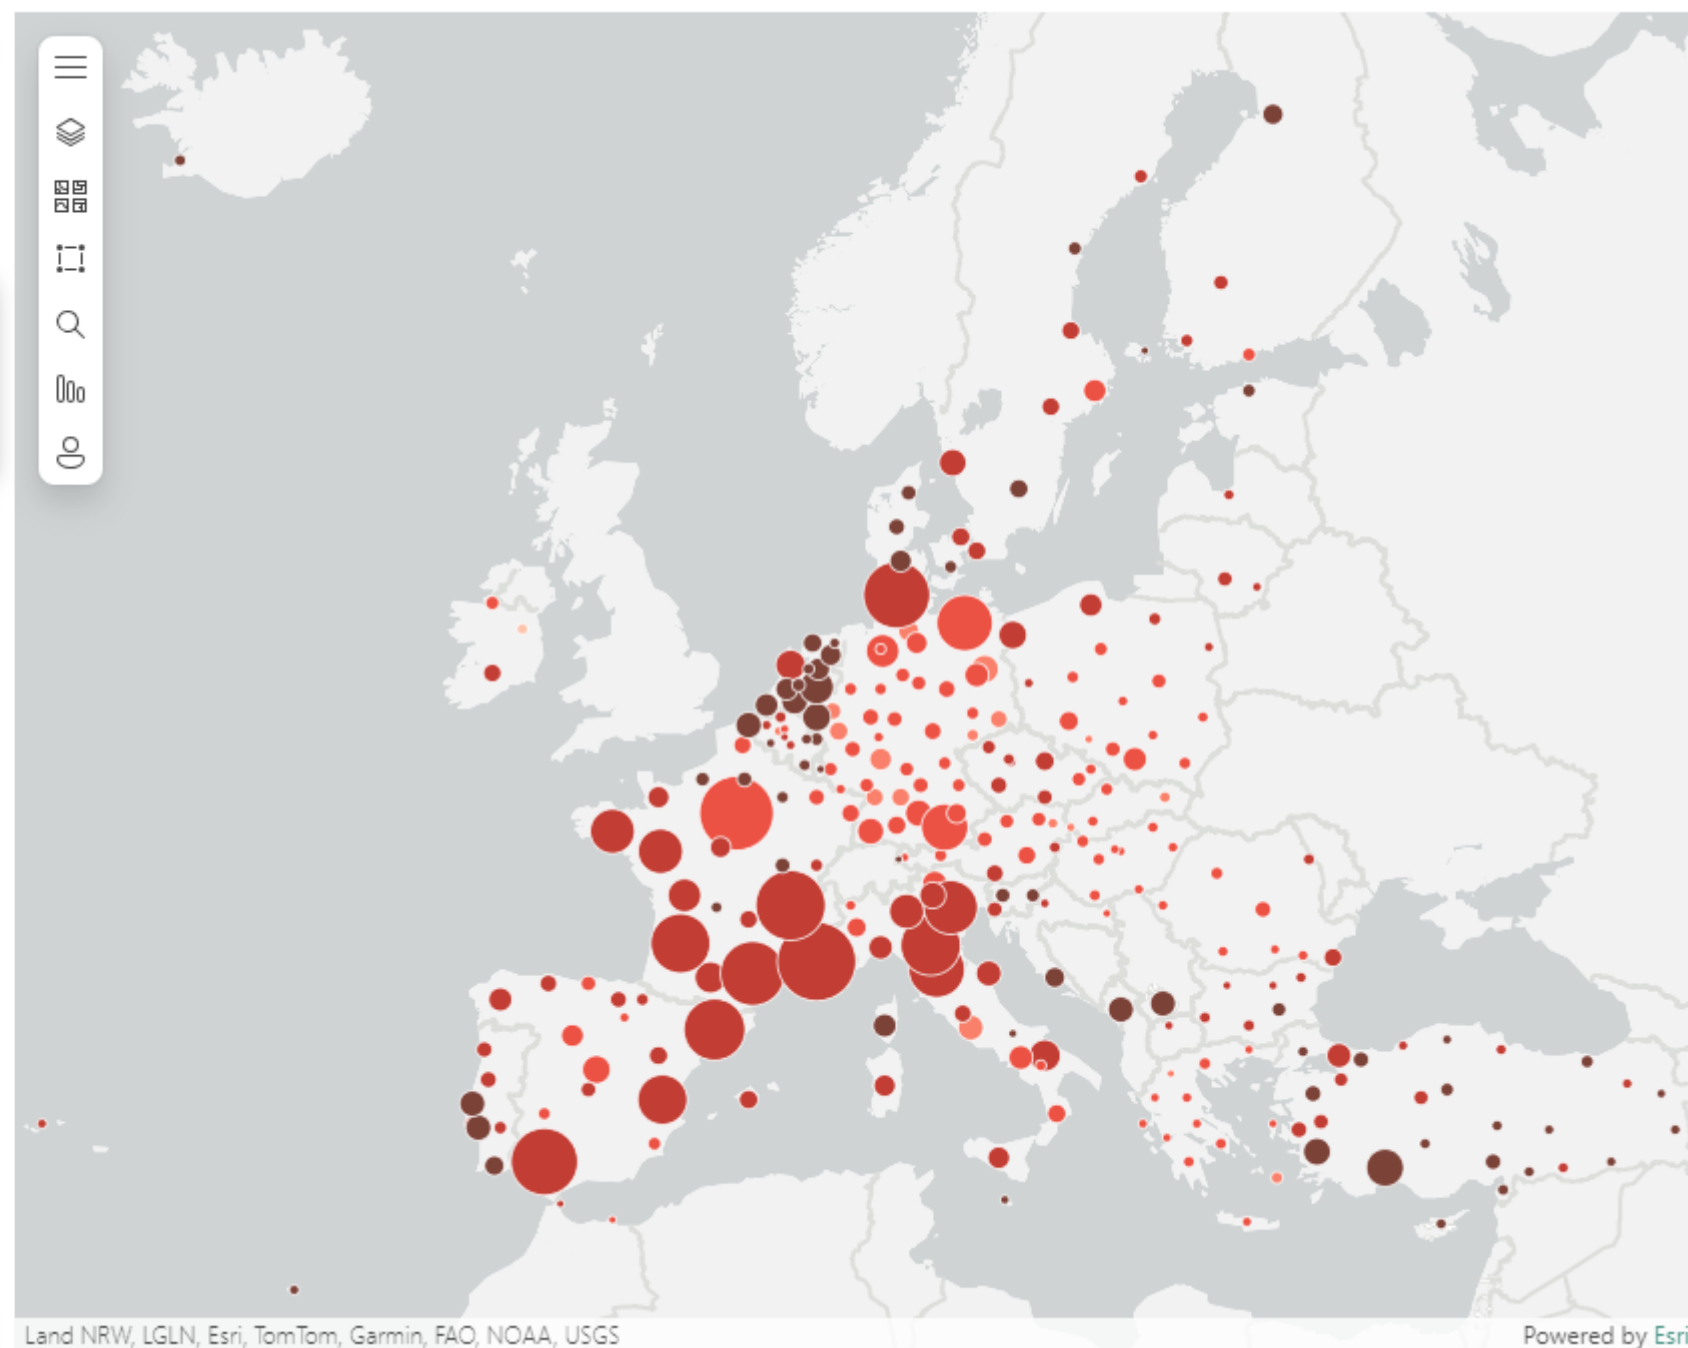 Land NRW, LGLN, Esri, TomTom, Garmin, FAO, NOAA, USGS
Powered by Esri